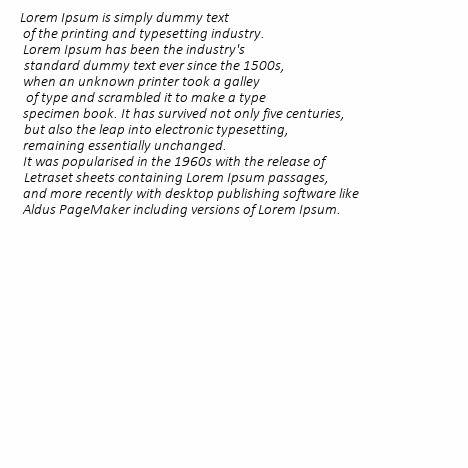 Lorem Ipsum is simply dummy text
of the printing and typesetting industry.
Lorem Ipsum has been the industry's
standard dummy text ever since the 1500s,
when an unknown printer took a galley
of type and scrambled it to make a type
specimen book. It has survived not only five centuries,
but also the leap into electronic typesetting,
remaining essentially unchanged.
It was popularised in the 1960s with the release of
Letraset sheets containing Lorem Ipsum passages,
and more recently with desktop publishing software like
Aldus PageMaker including versions of Lorem Ipsum.